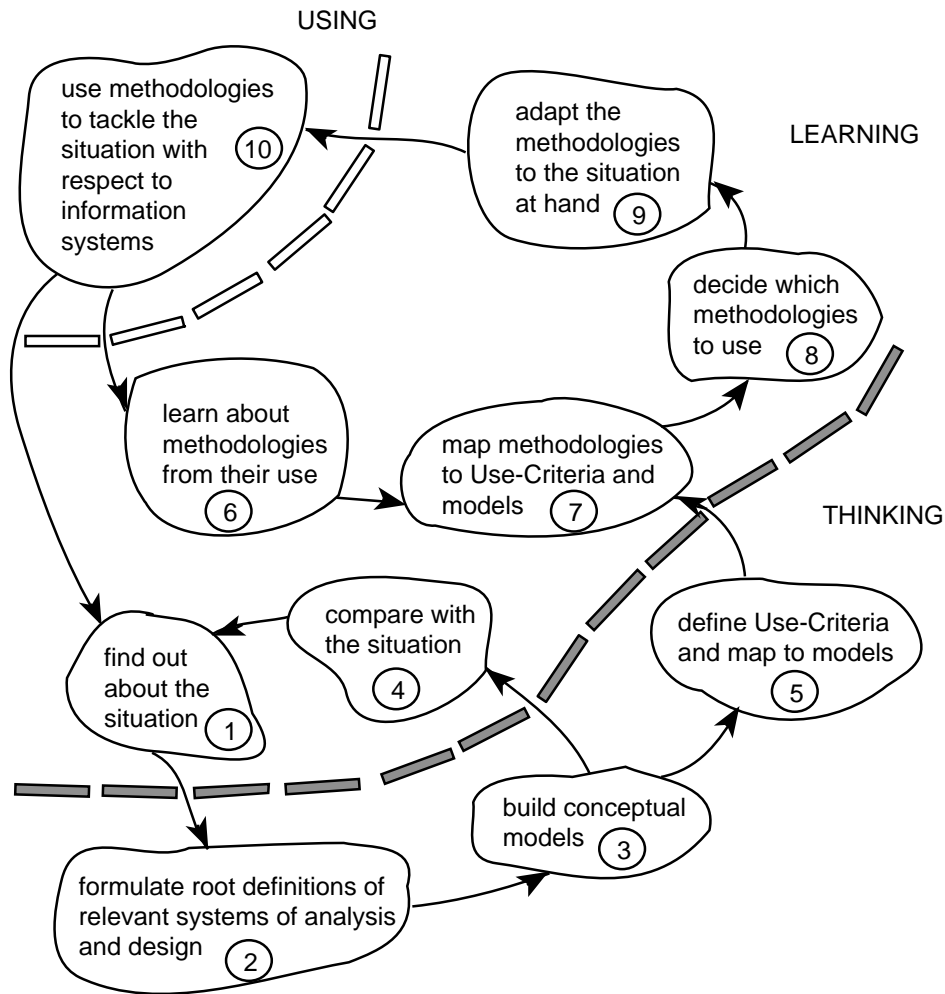 USING
use methodologies
to tackle the
situation with
respect to
information
systems
10
adapt the
methodologies
to the situation
at hand
9
LEARNING
decide which
methodologies
to use
8
learn about
methodologies
from their use
6
map methodologies
to Use-Criteria and
models
7
THINKING
compare with
the situation
4
define Use-Criteria
and map to models
5
find out
about the
situation
1
build conceptual
models
3
formulate root definitions of
relevant systems of analysis
and design
2